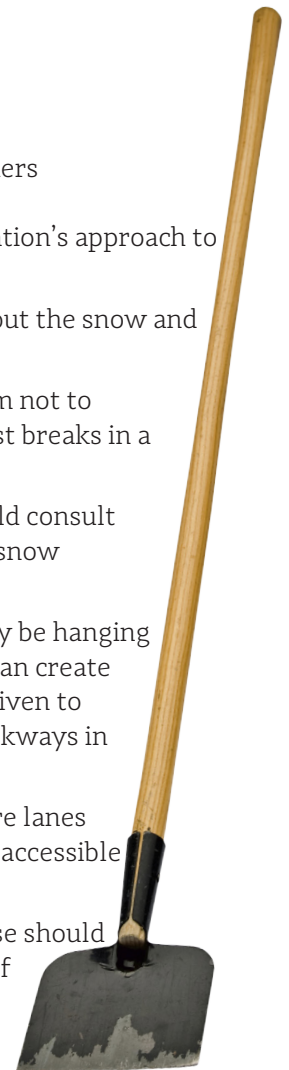 ers
ation's approach to
out the snow and
m not to
st breaks in a
ld consult
snow
y be hanging
an create
iven to
kways in
re lanes
accessible
se should
f